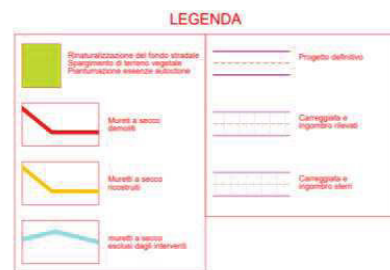 LEGENDA
Rinaturalizzazione del fondo stradale
Spargimento di terreno vegetale
Piantumazione essenze autoctone
Muretti a secco
demoliti
Muretti a secco
ricostruiti
muretti a secco
esclusi dagli interventi
Progetto definitivo
Carreggiata e
ingombro rilevati
Carreggiata e
ingombro sterri